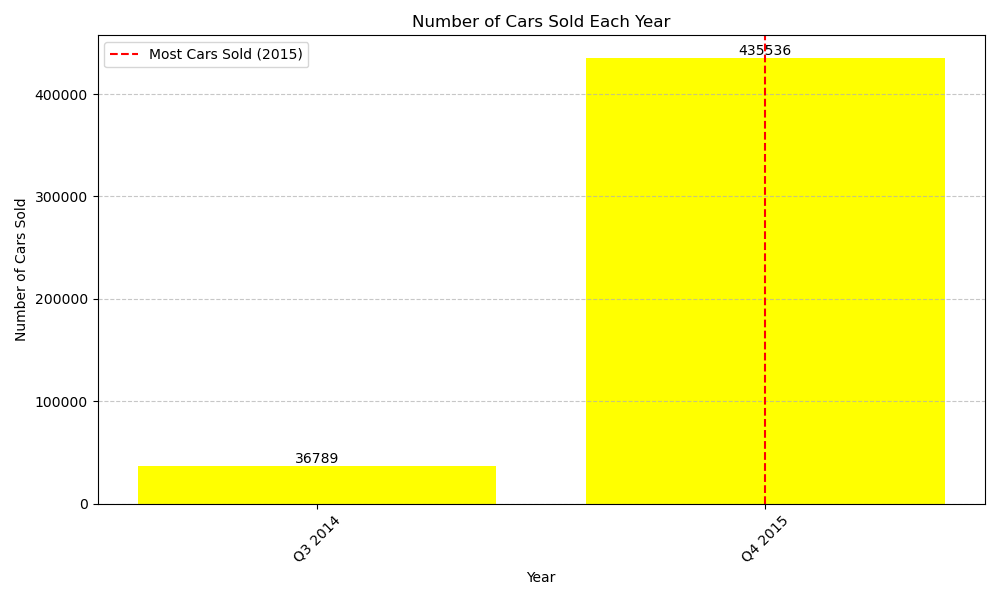 Number of Cars Sold Each Year
Most Cars Sold (2015)
435536
400000
300000
200000
100000
0
Number of Cars Sold
36789
Q3 2014
Q4 2015
Year